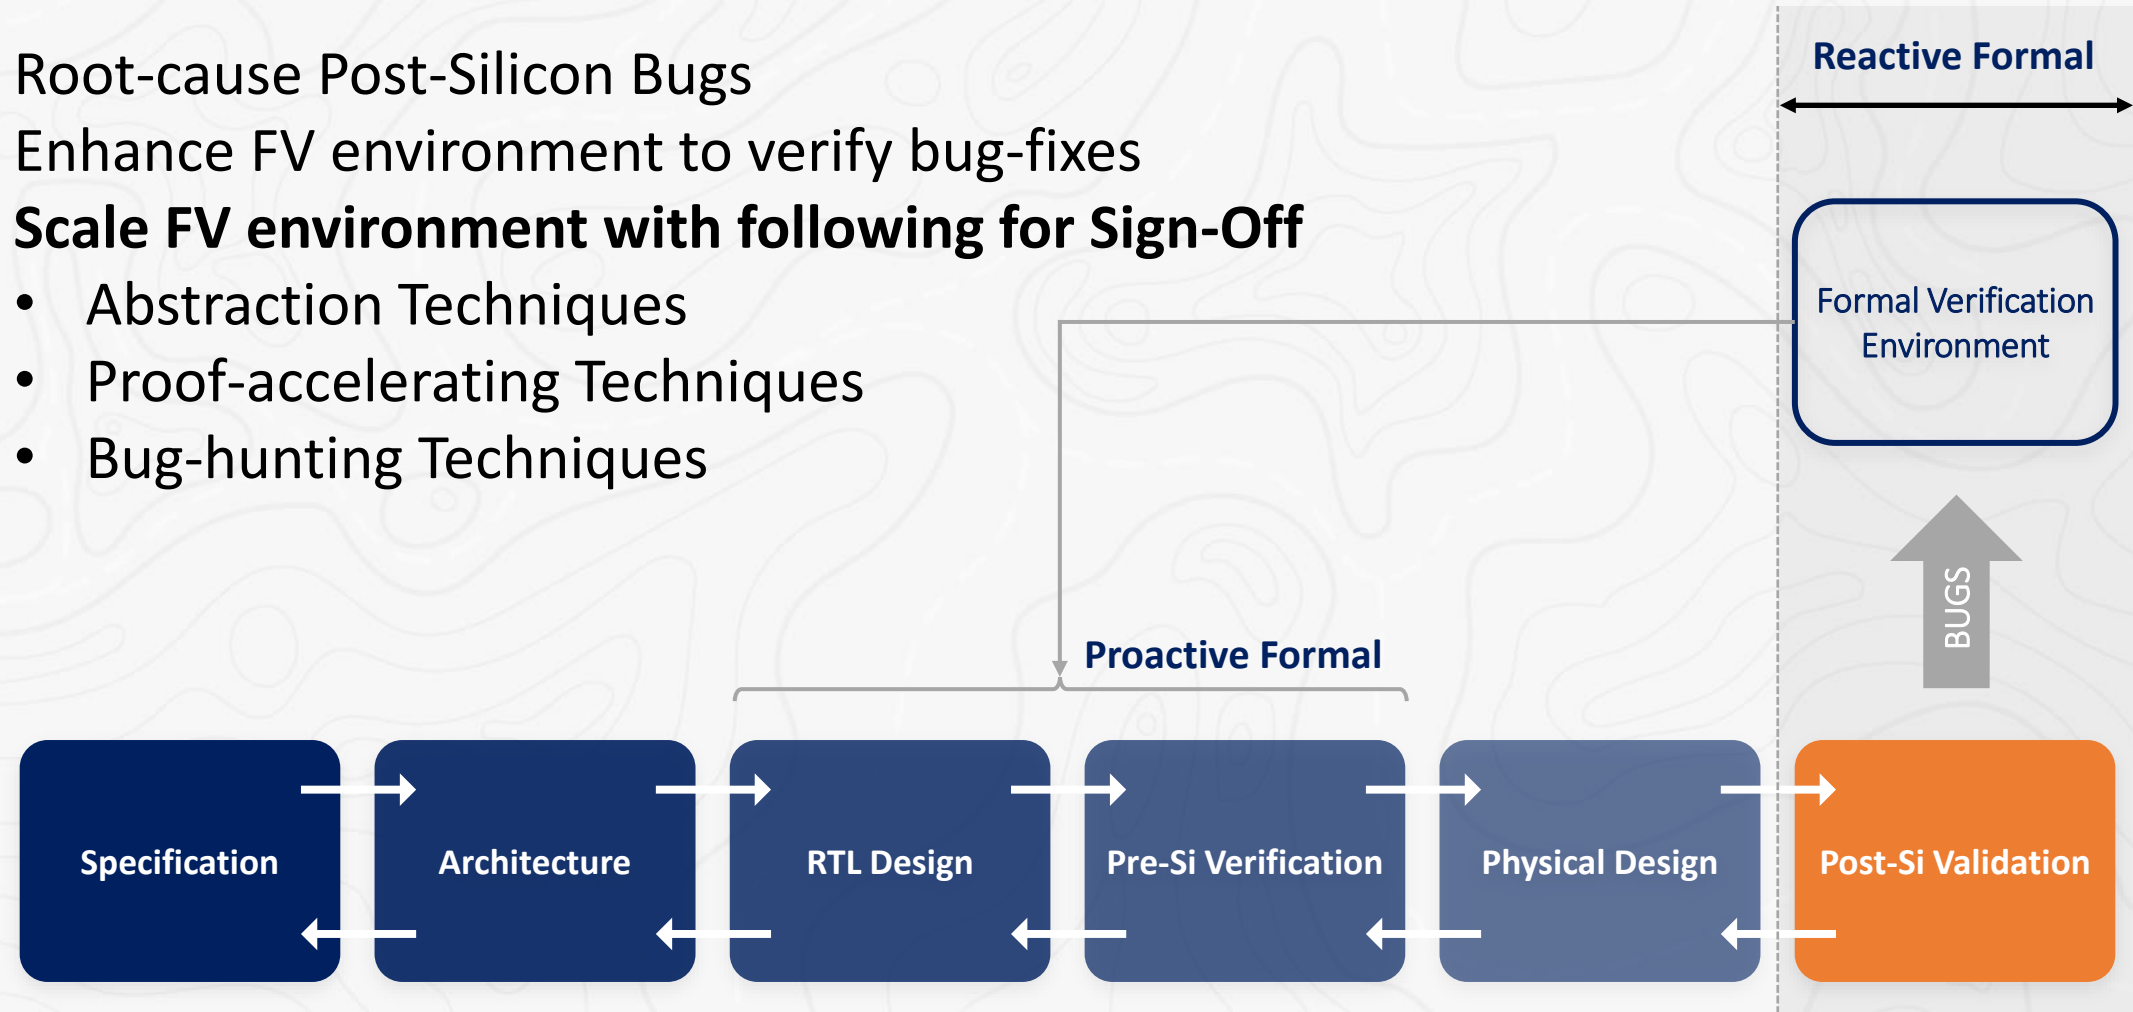 Root-cause Post-Silicon Bugs
Enhance FV environment to verify bug-fixes
Scale FV environment with following for Sign-Off
• Abstraction Techniques
• Proof-accelerating Techniques
• Bug-hunting Techniques
Reactive Formal
Formal Verification
Environment
BUGS
Proactive Formal
Specification
Architecture
RTL Design
Pre-Si Verification
Physical Design
Post-Si Validation